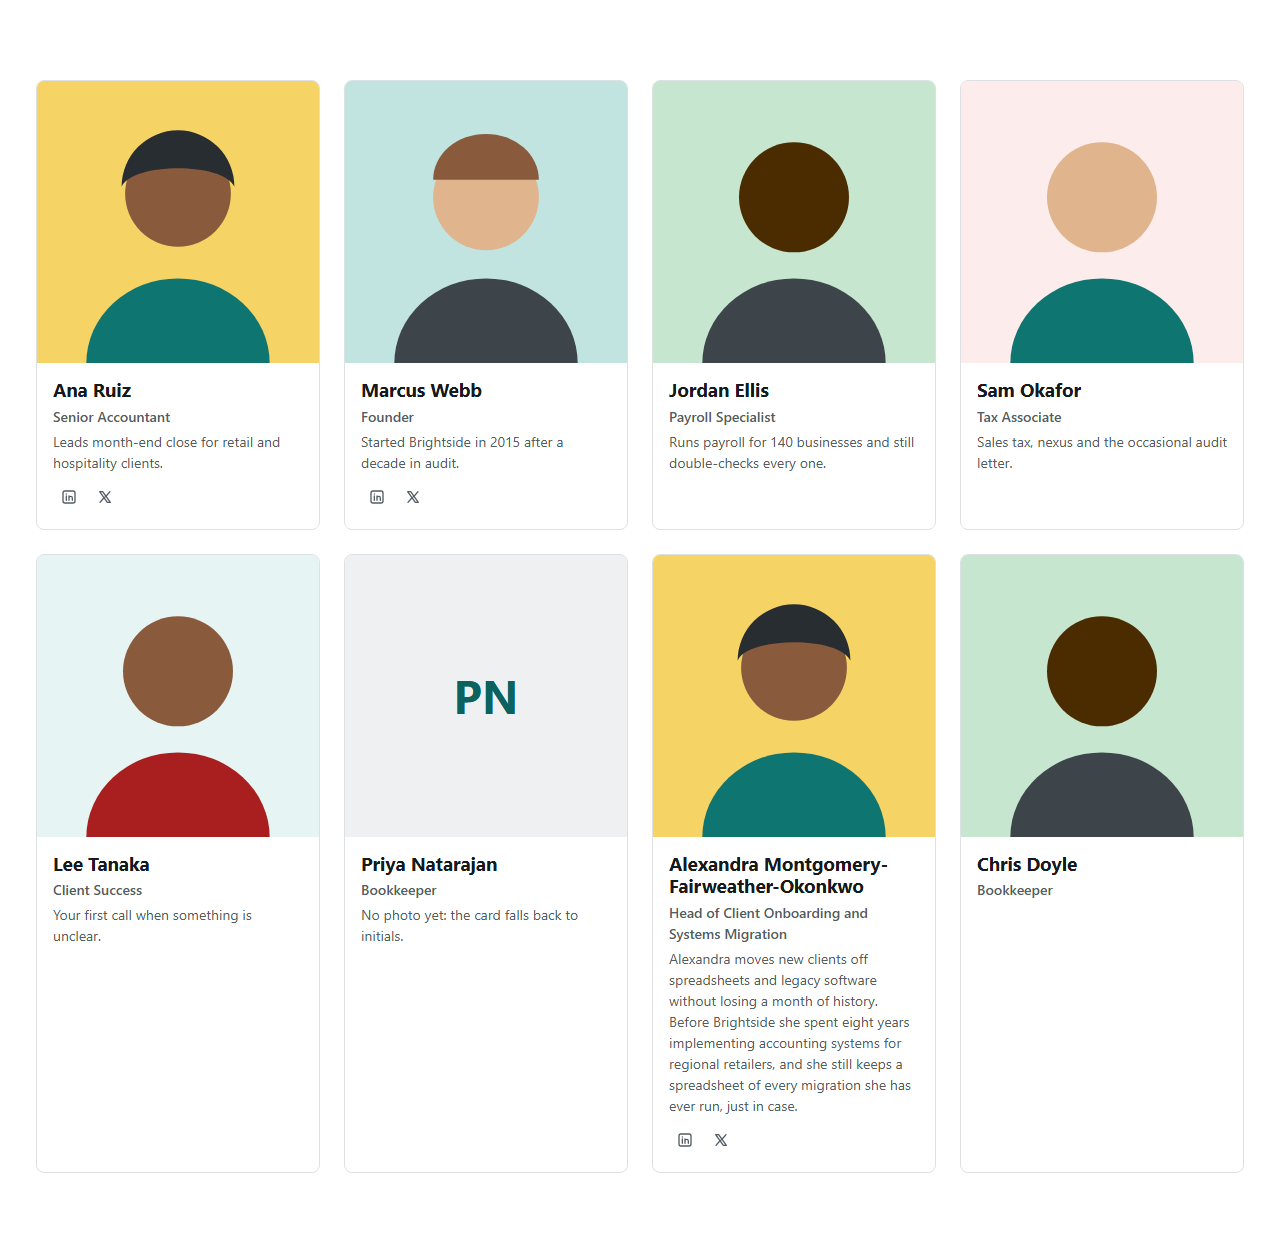 Ana Ruiz
Senior Accountant
Leads month-end close for retail and
hospitality clients.
Marcus Webb
Founder
Started Brightside in 2015 after a
decade in audit.
Jordan Ellis
Payroll Specialist
Runs payroll for 140 businesses and still
double-checks every one.
Sam Okafor
Tax Associate
Sales tax, nexus and the occasional audit
letter.
Lee Tanaka
Client Success
Your first call when something is
unclear.
PN
Priya Natarajan
Bookkeeper
No photo yet: the card falls back to
initials.
Alexandra Montgomery-
Fairweather-Okonkwo
Head of Client Onboarding and
Systems Migration
Alexandra moves new clients off
spreadsheets and legacy software
without losing a month of history.
Before Brightside she spent eight years
implementing accounting systems for
regional retailers, and she still keeps a
spreadsheet of every migration she has
ever run, just in case.
Chris Doyle
Bookkeeper